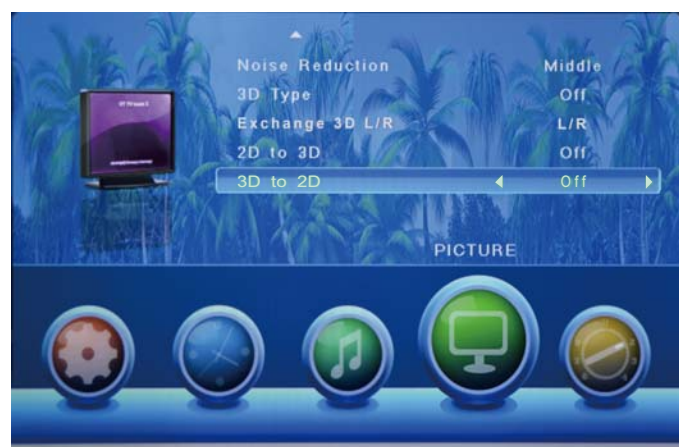 Noise Reduction Middle
3D Type Off
Exchange 3D L/R L/R
2D to 3D Off
3D to 2D Off
PICTURE